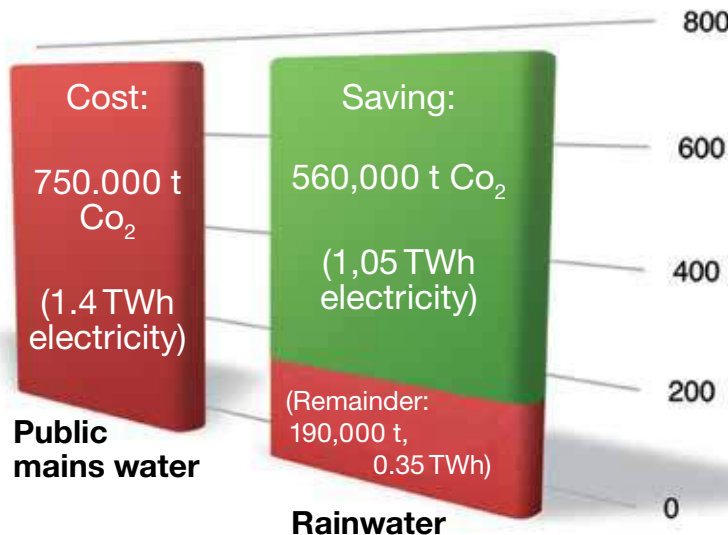 Cost:
750.000 t
Co₂
(1.4 TWh
electricity)
Public
mains water
Saving:
560,000 t Co₂
(1,05 TWh
electricity)
(Remainder:
190,000 t,
0.35 TWh)
Rainwater
800
600
400
200
0